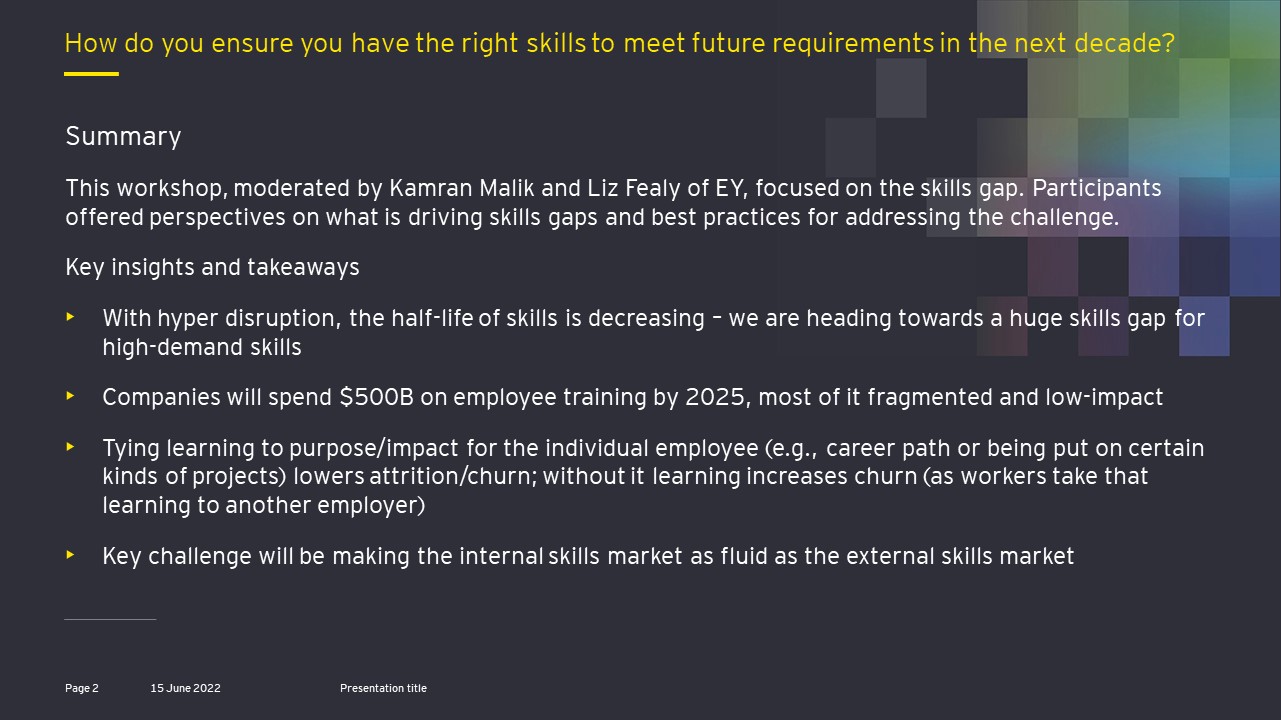 How do you ensure you have the right skills to meet future requirements in the next decade?
Summary
This workshop, moderated by Kamran Malik and Liz Fealy of EY, focused on the skills gap. Participants
offered perspectives on what is driving skills gaps and best practices for addressing the challenge.
Key insights and takeaways
‣ With hyper disruption, the half-life of skills is decreasing – we are heading towards a huge skills gap for
high-demand skills
‣ Companies will spend $500B on employee training by 2025, most of it fragmented and low-impact
‣ Tying learning to purpose/impact for the individual employee (e.g., career path or being put on certain
kinds of projects) lowers attrition/churn; without it learning increases churn (as workers take that
learning to another employer)
‣ Key challenge will be making the internal skills market as fluid as the external skills market
Page 2 15 June 2022 Presentation title